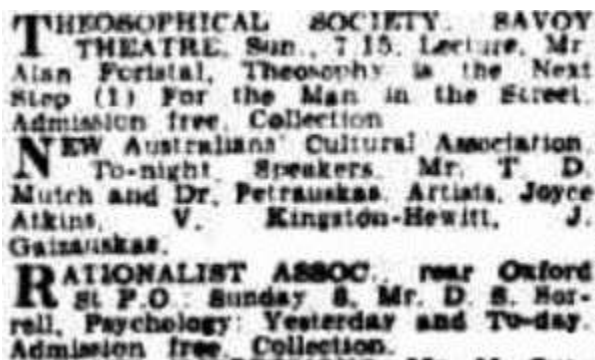 THEOSOPHICAL SOCIETY. SAVOY
THEATRE, Sun., 7.15. Lecture, Mr.
Alan Foristal, Theosophy is the Next
Step (1) For the Man in the Street.
Admission free. Collection
NEW Australians' Cultural Association.
To-night. Speakers. Mr. T. D.
Mutch and Dr. Petrauskas. Artists, Joyce
Atkins, V. Kingston-Hewitt, J.
Gaizauskas.
RATIONALIST ASSOC., rear Oxford
St P.O.: Sunday 8, Mr. D. S. Sor-
rell, Psychology: Yesterday and To-day.
Admission free. Collection.